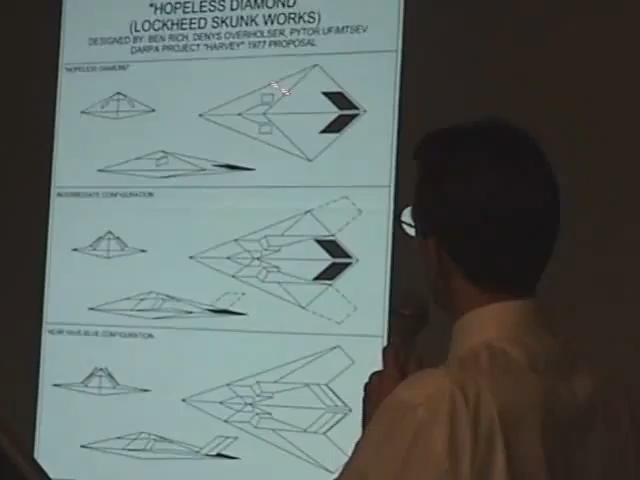 "HOPELESS DIAMOND"
(LOCKHEED SKUNK WORKS)
DESIGNED BY: BEN RICH, DENYS OVERHOLSER, PYTOR UFIMTSEV
DARPA PROJECT "HARVEY" 1977 PROPOSAL
"HOPELESS DIAMOND"
INTERMEDIATE CONFIGURATION
BLUE CONFIGURATION